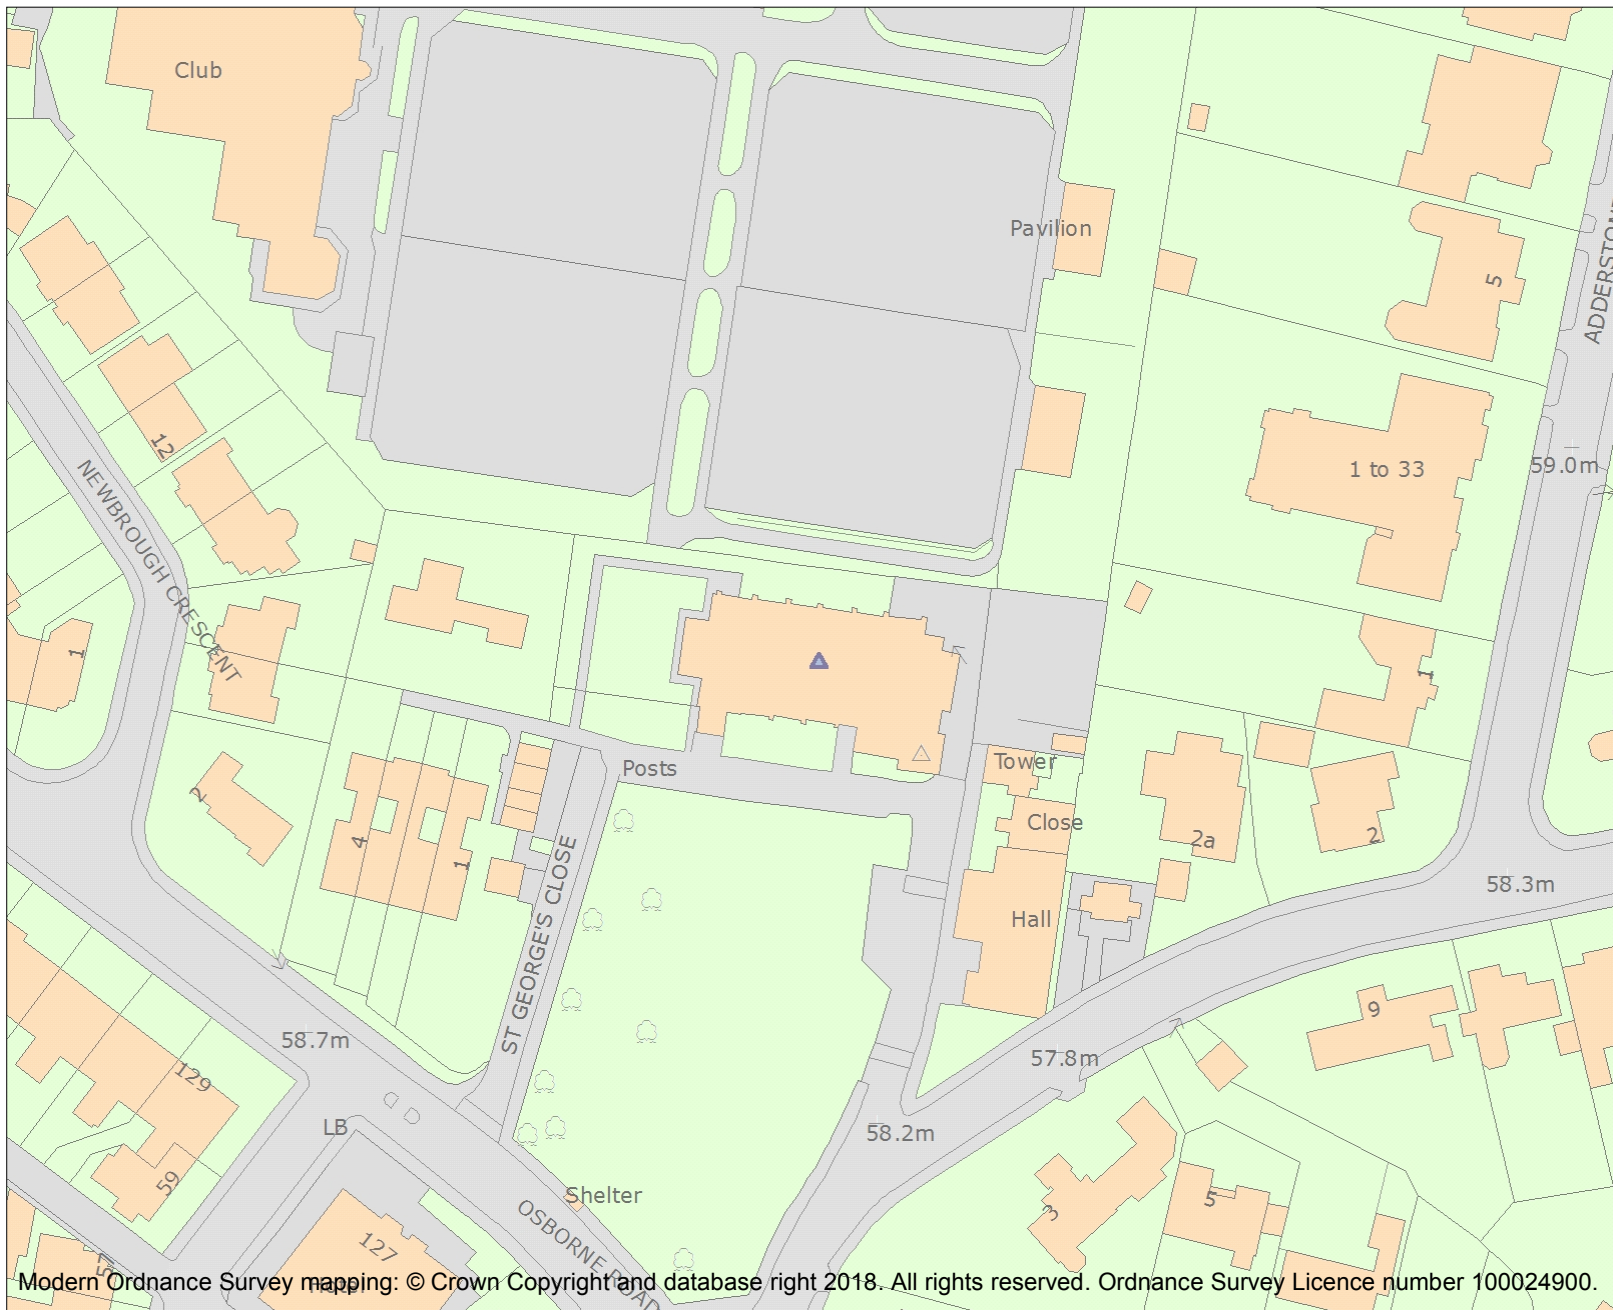 Club
Pavilion
5
ADDERSTON
12
1 to 33
59.0m
NEWBROUGH CRESCENT
1
1
Posts
Tower
2
Close
4
1
2a
2
58.3m
Hall
ST GEORGE'S CLOSE
9
58.7m
57.8m
129
LB
58.2m
59
Shelter
3
5
OSBORNE ROAD
127
57
Hotel
Modern Ordnance Survey mapping: © Crown Copyright and database right 2018. All rights reserved. Ordnance Survey Licence number 100024900.